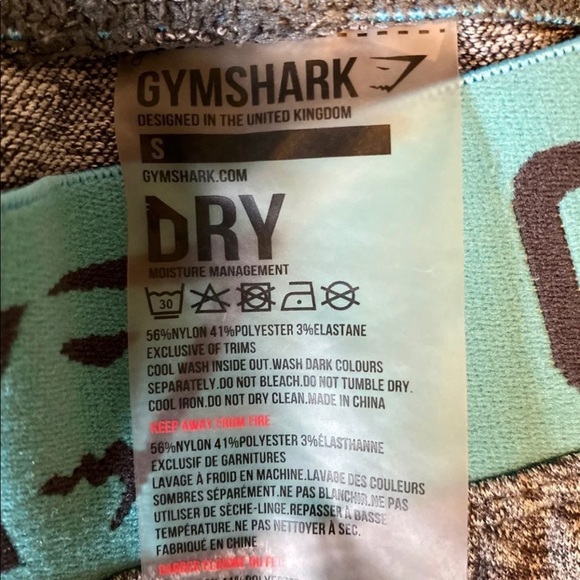 GYMSHARK
DESIGNED IN THE UNITED KINGDOM
S
GYMSHARK.COM
DRY
MOISTURE MANAGEMENT
30
56%NYLON 41%POLYESTER 3%ELASTANE
EXCLUSIVE OF TRIMS
COOL WASH INSIDE OUT.WASH DARK COLOURS
SEPARATELY.DO NOT BLEACH.DO NOT TUMBLE DRY.
COOL IRON.DO NOT DRY CLEAN.MADE IN CHINA
KEEP AWAY FROM FIRE
56%NYLON 41%POLYESTER 3%ÉLASTHANNE
EXCLUSIF DE GARNITURES
LAVAGE À FROID EN MACHINE.LAVAGE DES COULEURS
SOMBRES SÉPARÉMENT.NE PAS BLANCHIR.NE PAS
UTILISER DE SÈCHE-LINGE.REPASSER À BASSE
TEMPÉRATURE.NE PAS NETTOYER À SEC.
FABRIQUÉ EN CHINE